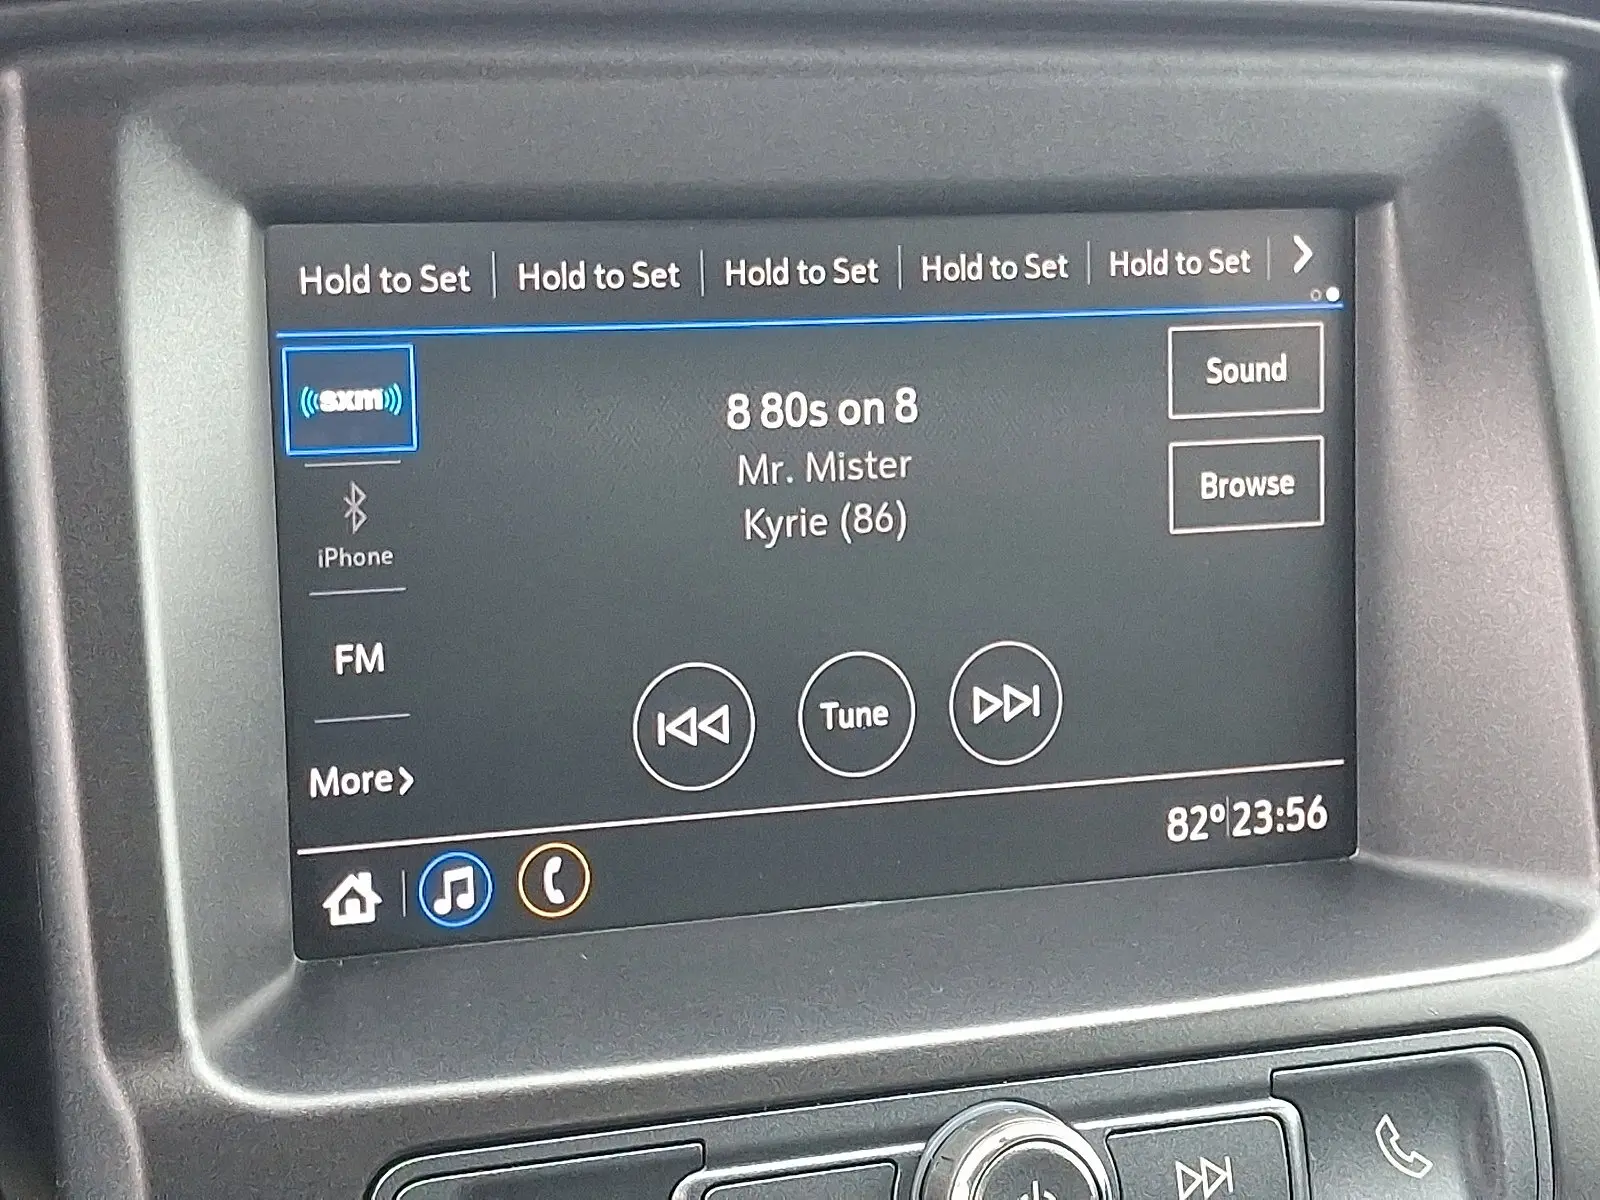 Hold to Set Hold to Set Hold to Set Hold to Set Hold to Set
sxm
8 80s on 8
Mr. Mister
Kyrie (86)
Sound
Browse
iPhone
FM
More
Tune
82° 23:56